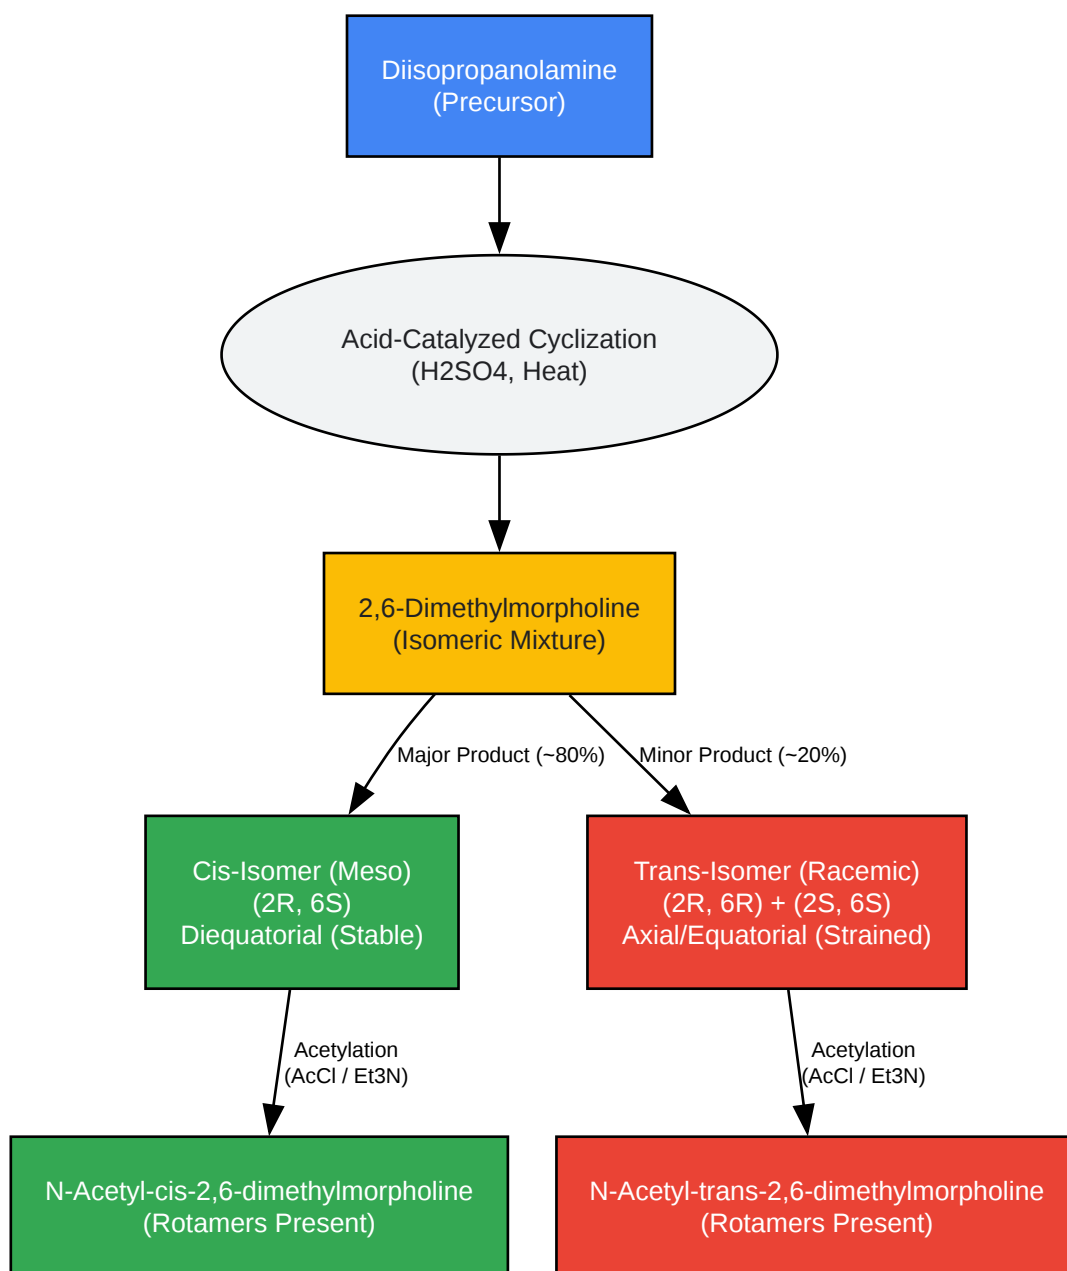 Diisopropanolamine
(Precursor)
Acid-Catalyzed Cyclization
(H2SO4, Heat)
2,6-Dimethylmorpholine
(Isomeric Mixture)
Major Product (~80%)
Minor Product (~20%)
Cis-Isomer (Meso)
(2R, 6S)
Diequatorial (Stable)
Trans-Isomer (Racemic)
(2R, 6R) + (2S, 6S)
Axial/Equatorial (Strained)
Acetylation
(AcCl / Et3N)
Acetylation
(AcCl / Et3N)
N-Acetyl-cis-2,6-dimethylmorpholine
(Rotamers Present)
N-Acetyl-trans-2,6-dimethylmorpholine
(Rotamers Present)